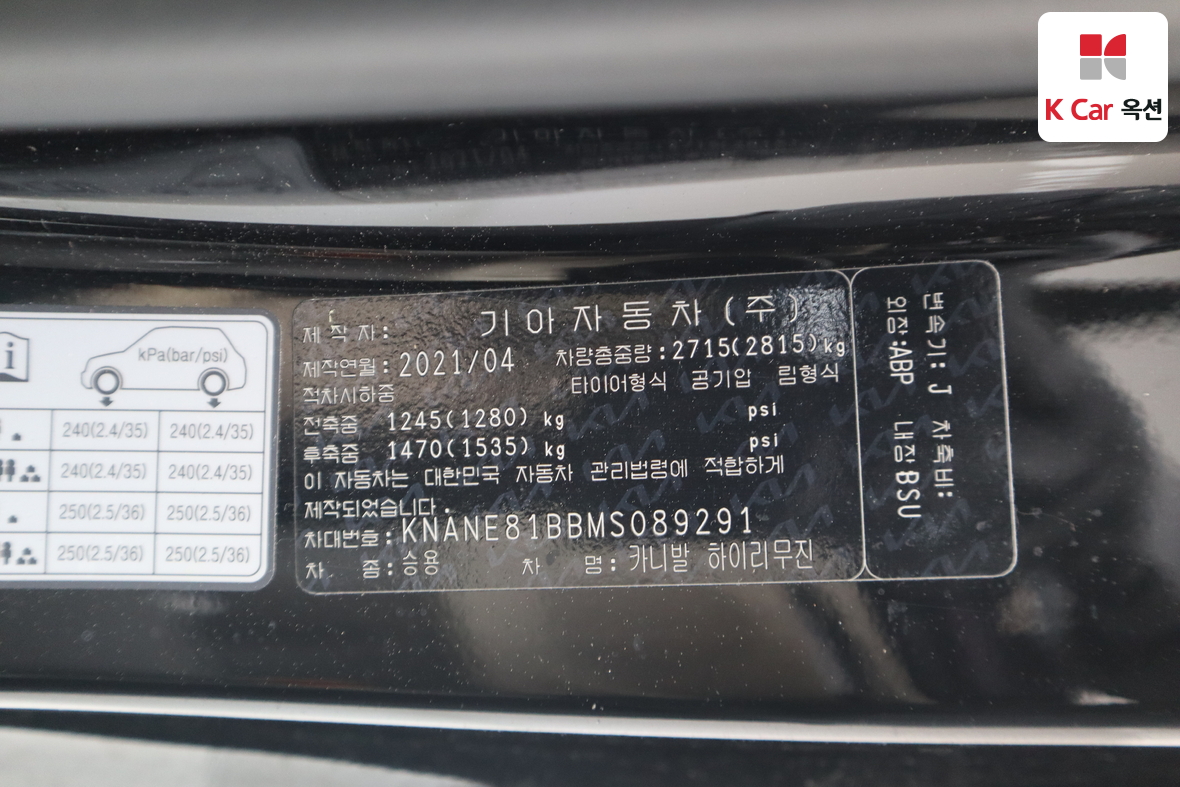 K Car 옥션
kPa(bar/psi)
240(2.4/35) 240(2.4/35)
240(2.4/35) 240(2.4/35)
250(2.5/36) 250(2.5/36)
250(2.5/36) 250(2.5/36)
제 작 자: 기아자동차(주)
제작연월:2021/04 차량총중량:2715(2815)kg
적차시하중 타이어형식 공기압 림형식
전축중 1245(1280) kg psi
후축중 1470(1535) kg psi
이 자동차는 대한민국 자동차 관리법령에 적합하게
제작되었습니다.
차대번호:KNANE81BBMS089291
차 종:승용 차 명:카니발 하이리무진
변속기: J 차축비:
외장:ABP 내장:BSU